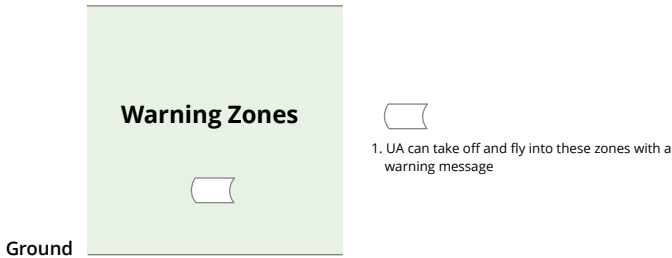 Warning Zones
1. UA can take off and fly into these zones with a
warning message
Ground